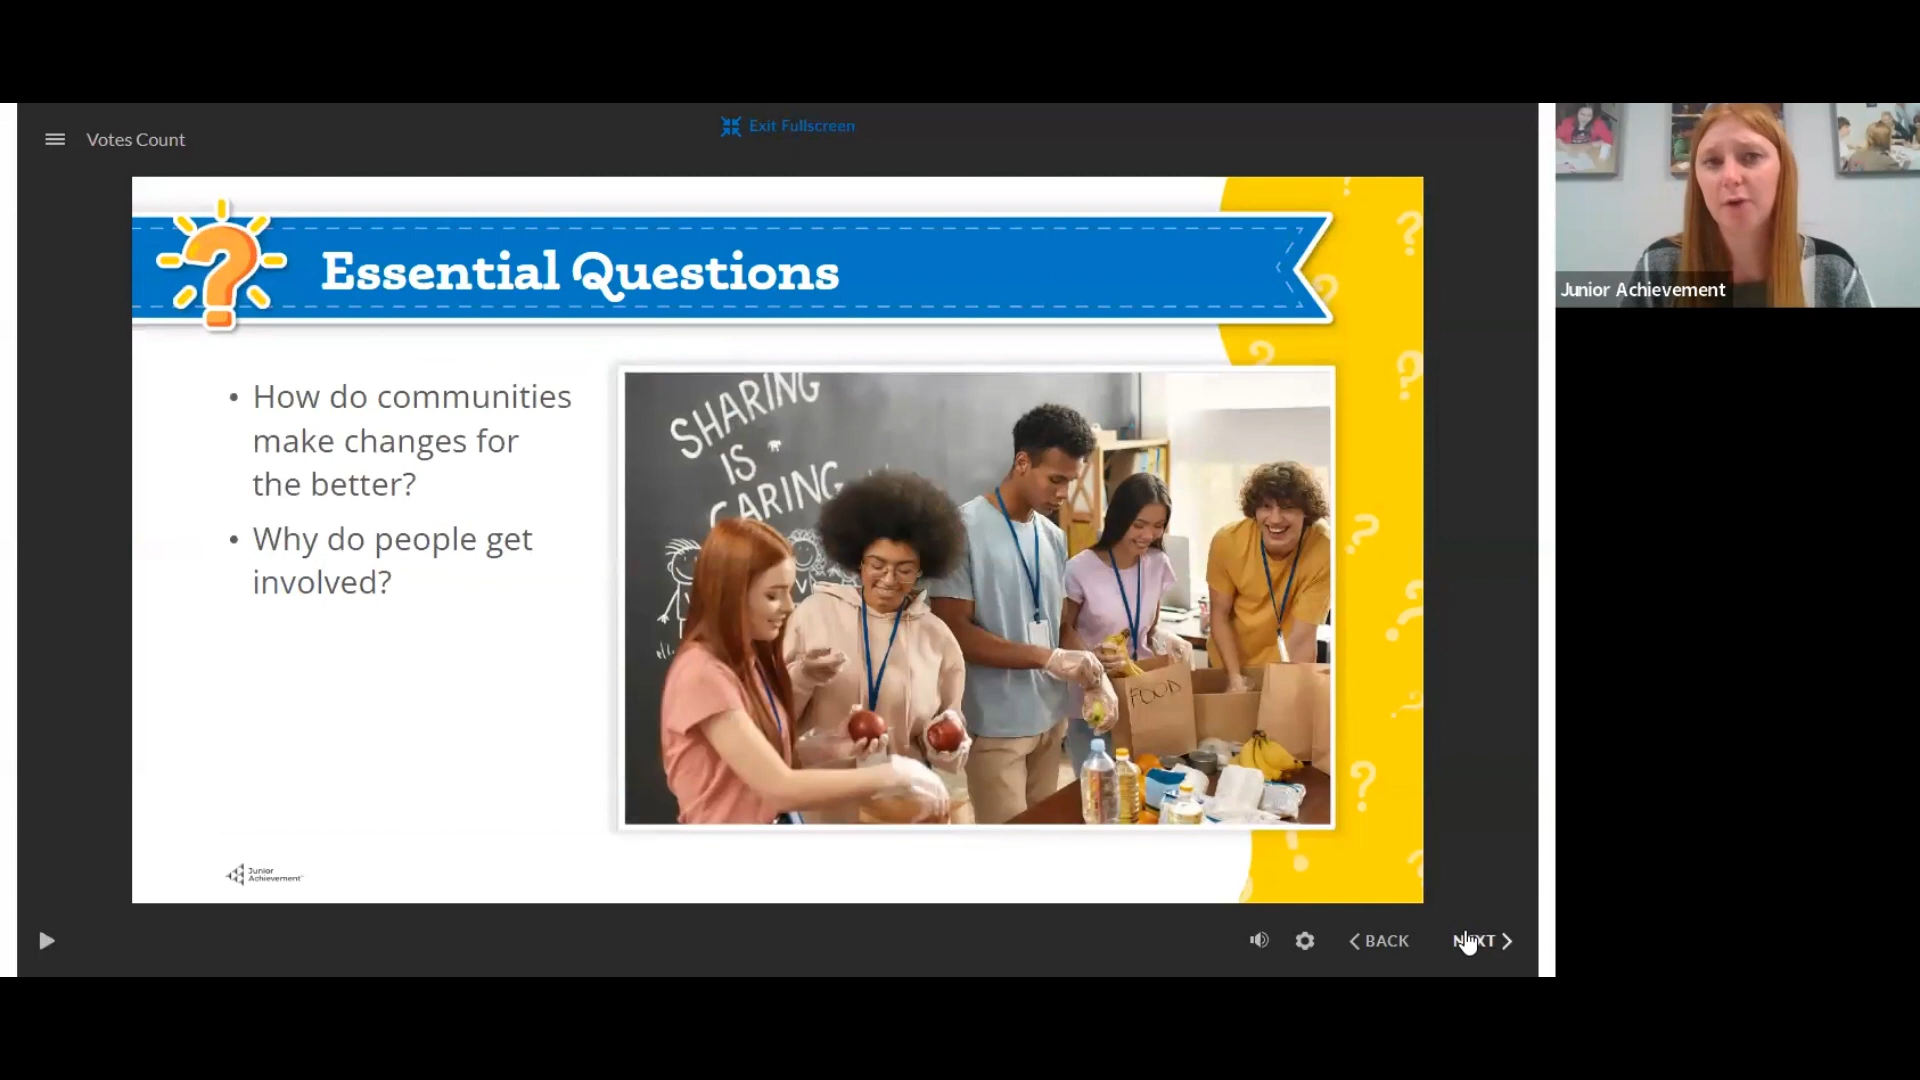 Votes Count
Exit Fullscreen
Essential Questions
• How do communities
make changes for
the better?
• Why do people get
involved?
SHARING
IS
CARING
FOOD
Junior
Achievement
BACK
NEXT
Junior Achievement